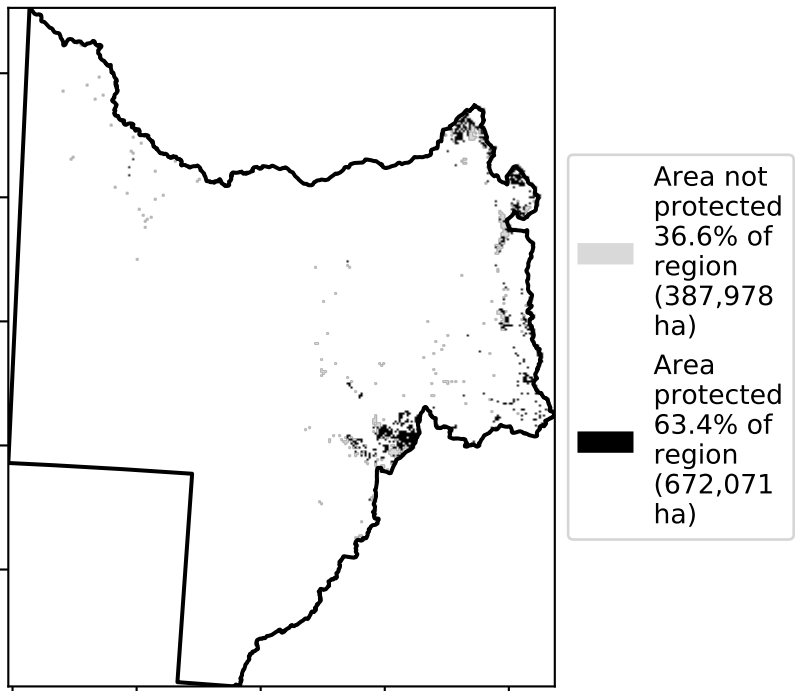 Area not
protected
36.6% of
region
(387,978
ha)
Area
protected
63.4% of
region
(672,071
ha)